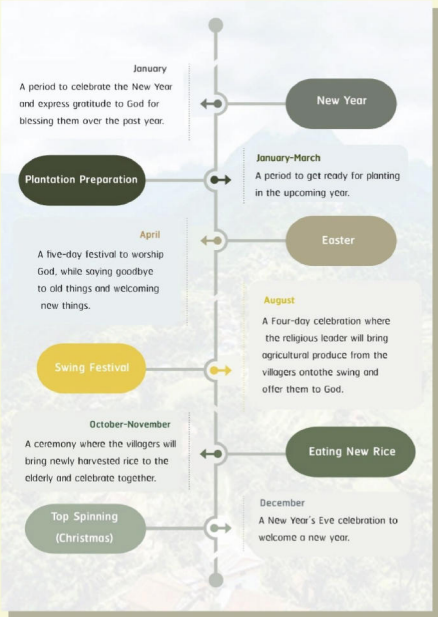 January
A period to celebrate the New Year
and express gratitude to God for
blessing them over the past year.
New Year
Plantation Preparation
January-March
A period to get ready for planting
in the upcoming year.
April
A five-day festival to worship
God, while saying goodbye
to old things and welcoming
new things.
Easter
August
A Four-day celebration where
the religious leader will bring
agricultural produce from the
villagers ontothe swing and
offer them to God.
Swing Festival
October-November
A ceremony where the villagers will
bring newly harvested rice to the
elderly and celebrate together.
Eating New Rice
Top Spinning
(Christmas)
December
A New Year's Eve celebration to
welcome a new year.